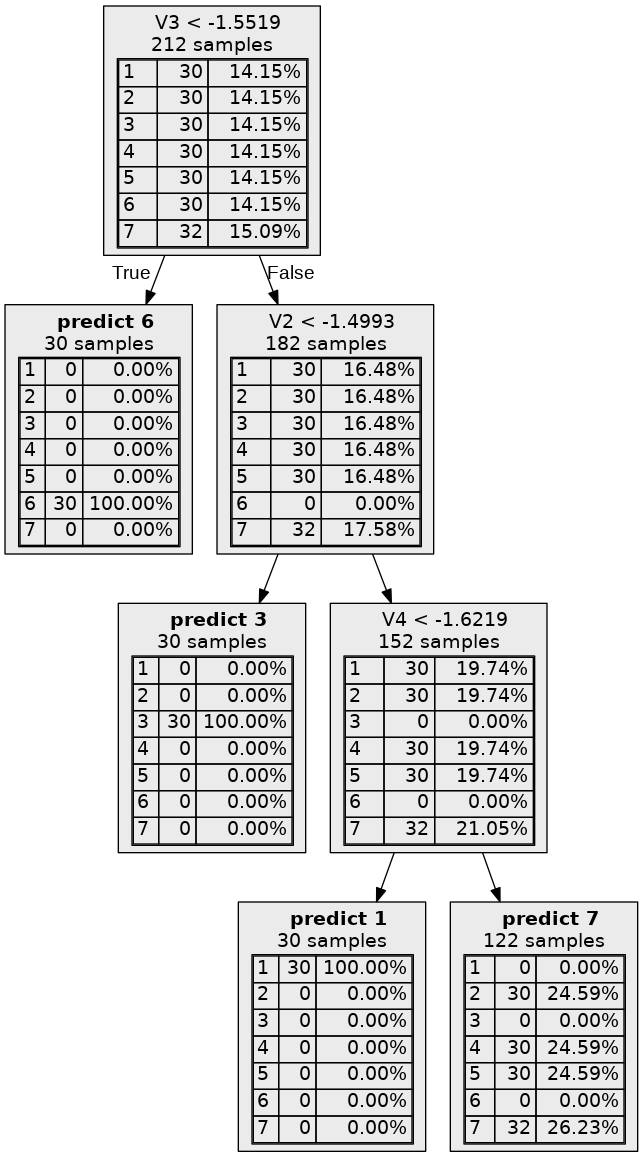 V3 < -1.5519
212 samples
1 30 14.15%
2 30 14.15%
3 30 14.15%
4 30 14.15%
5 30 14.15%
6 30 14.15%
7 32 15.09%
True False
predict 6
30 samples
1 0 0.00%
2 0 0.00%
3 0 0.00%
4 0 0.00%
5 0 0.00%
6 30 100.00%
7 0 0.00%
V2 < -1.4993
182 samples
1 30 16.48%
2 30 16.48%
3 30 16.48%
4 30 16.48%
5 30 16.48%
6 0 0.00%
7 32 17.58%
predict 3
30 samples
1 0 0.00%
2 0 0.00%
3 30 100.00%
4 0 0.00%
5 0 0.00%
6 0 0.00%
7 0 0.00%
V4 < -1.6219
152 samples
1 30 19.74%
2 30 19.74%
3 0 0.00%
4 30 19.74%
5 30 19.74%
6 0 0.00%
7 32 21.05%
predict 1
30 samples
1 30 100.00%
2 0 0.00%
3 0 0.00%
4 0 0.00%
5 0 0.00%
6 0 0.00%
7 0 0.00%
predict 7
122 samples
1 0 0.00%
2 30 24.59%
3 0 0.00%
4 30 24.59%
5 30 24.59%
6 0 0.00%
7 32 26.23%